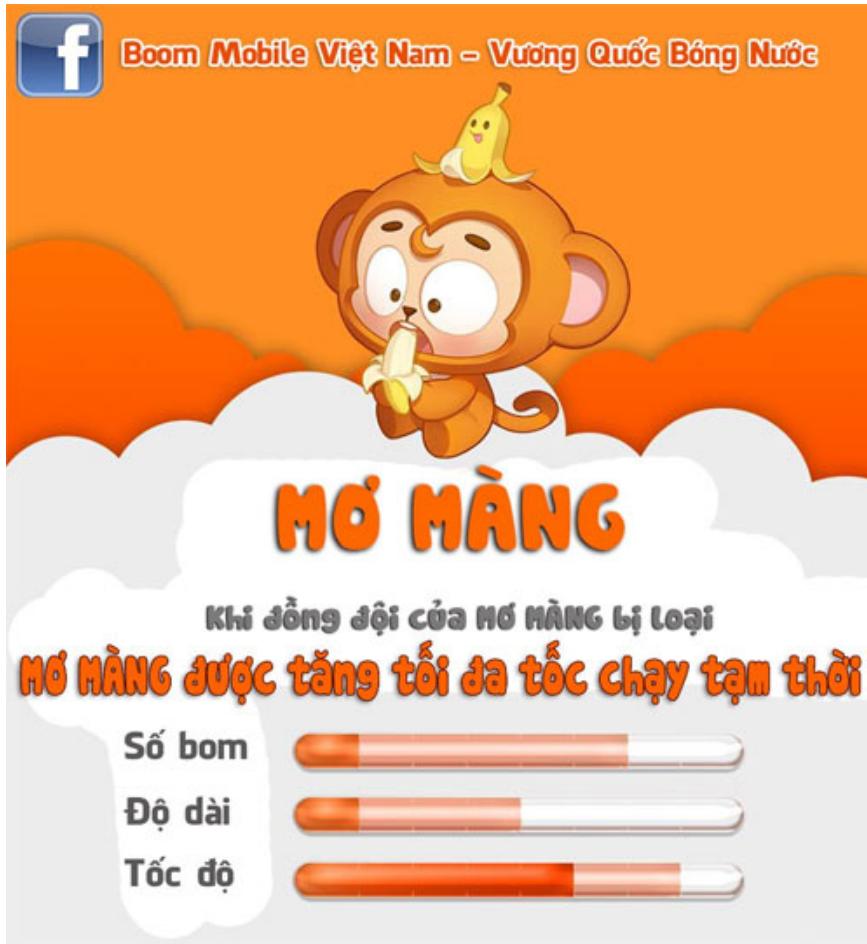 f Boom Mobile Việt Nam – Vương Quốc Bóng Nước
MƠ MÀNG
Khi đồng đội của MƠ MÀNG bị loại
MƠ MÀNG được tăng tối đa tốc chạy tạm thời
Số bom
Độ dài
Tốc độ